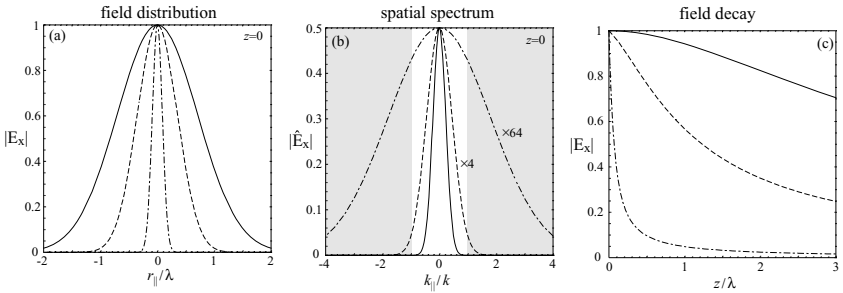 field distribution
(a)
z=0
1
0.8
0.6
0.4
0.2
0
|Eₓ|
-2
-1
0
1
2
r∥/λ
spatial spectrum
(b)
z=0
0.5
0.4
0.3
0.2
0.1
0
|Êₓ|
×64
×4
-4
-2
0
2
4
k∥/k
field decay
(c)
1
0.8
0.6
0.4
0.2
0
|Eₓ|
0
1
2
3
z/λ